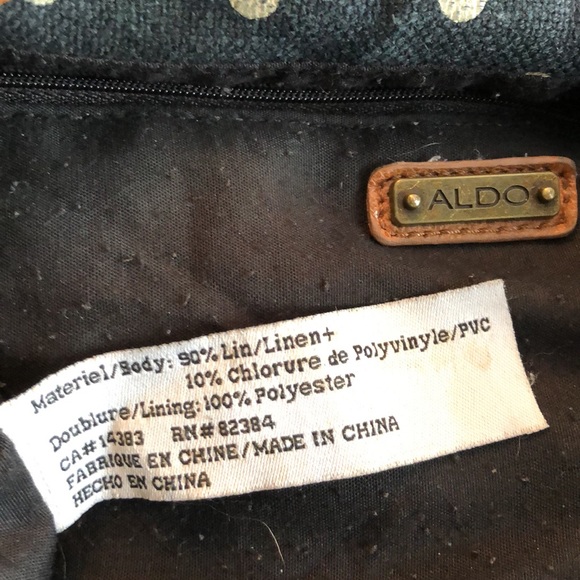 ALDO
Materiel/Body: 90% Lin/Linen+
10% Chlorure de Polyvinyle/PVC
Doublure/Lining: 100% Polyester
CA# 14383 RN# 82384
FABRIQUE EN CHINE/MADE IN CHINA
HECHO EN CHINA